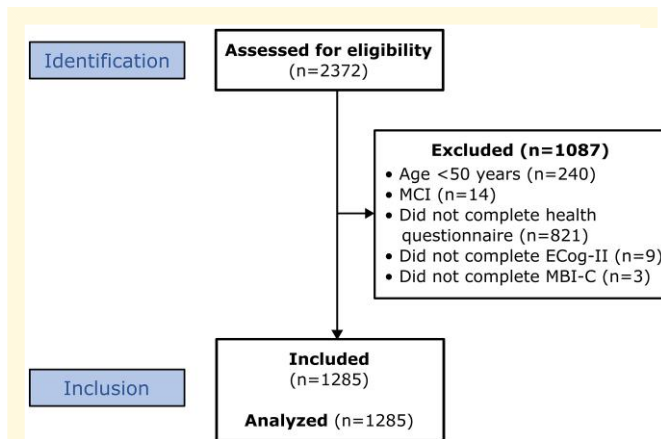 Identification
Assessed for eligibility
(n=2372)
Excluded (n=1087)
• Age <50 years (n=240)
• MCI (n=14)
• Did not complete health
questionnaire (n=821)
• Did not complete ECog-II (n=9)
• Did not complete MBI-C (n=3)
Inclusion
Included
(n=1285)
Analyzed (n=1285)